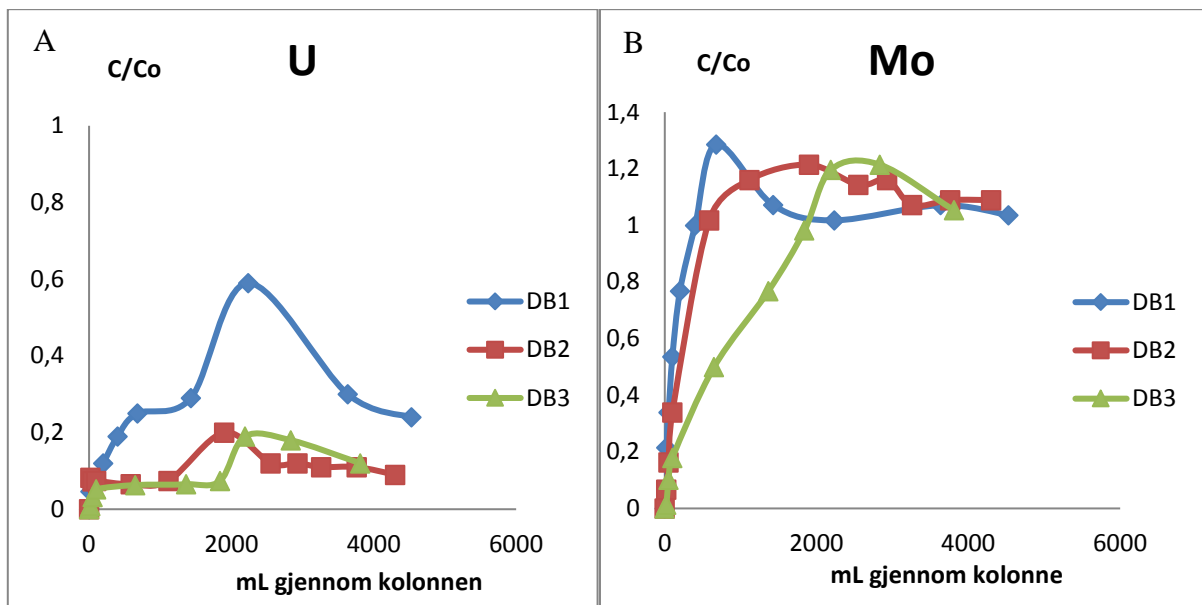 A
U
C/Co
1
0,8
0,6
0,4
0,2
0
0 2000 4000 6000
mL gjennom kolonnen
DB1
DB2
DB3
B
Mo
C/Co
1,4
1,2
1
0,8
0,6
0,4
0,2
0
0 2000 4000 6000
mL gjennom kolonne
DB1
DB2
DB3